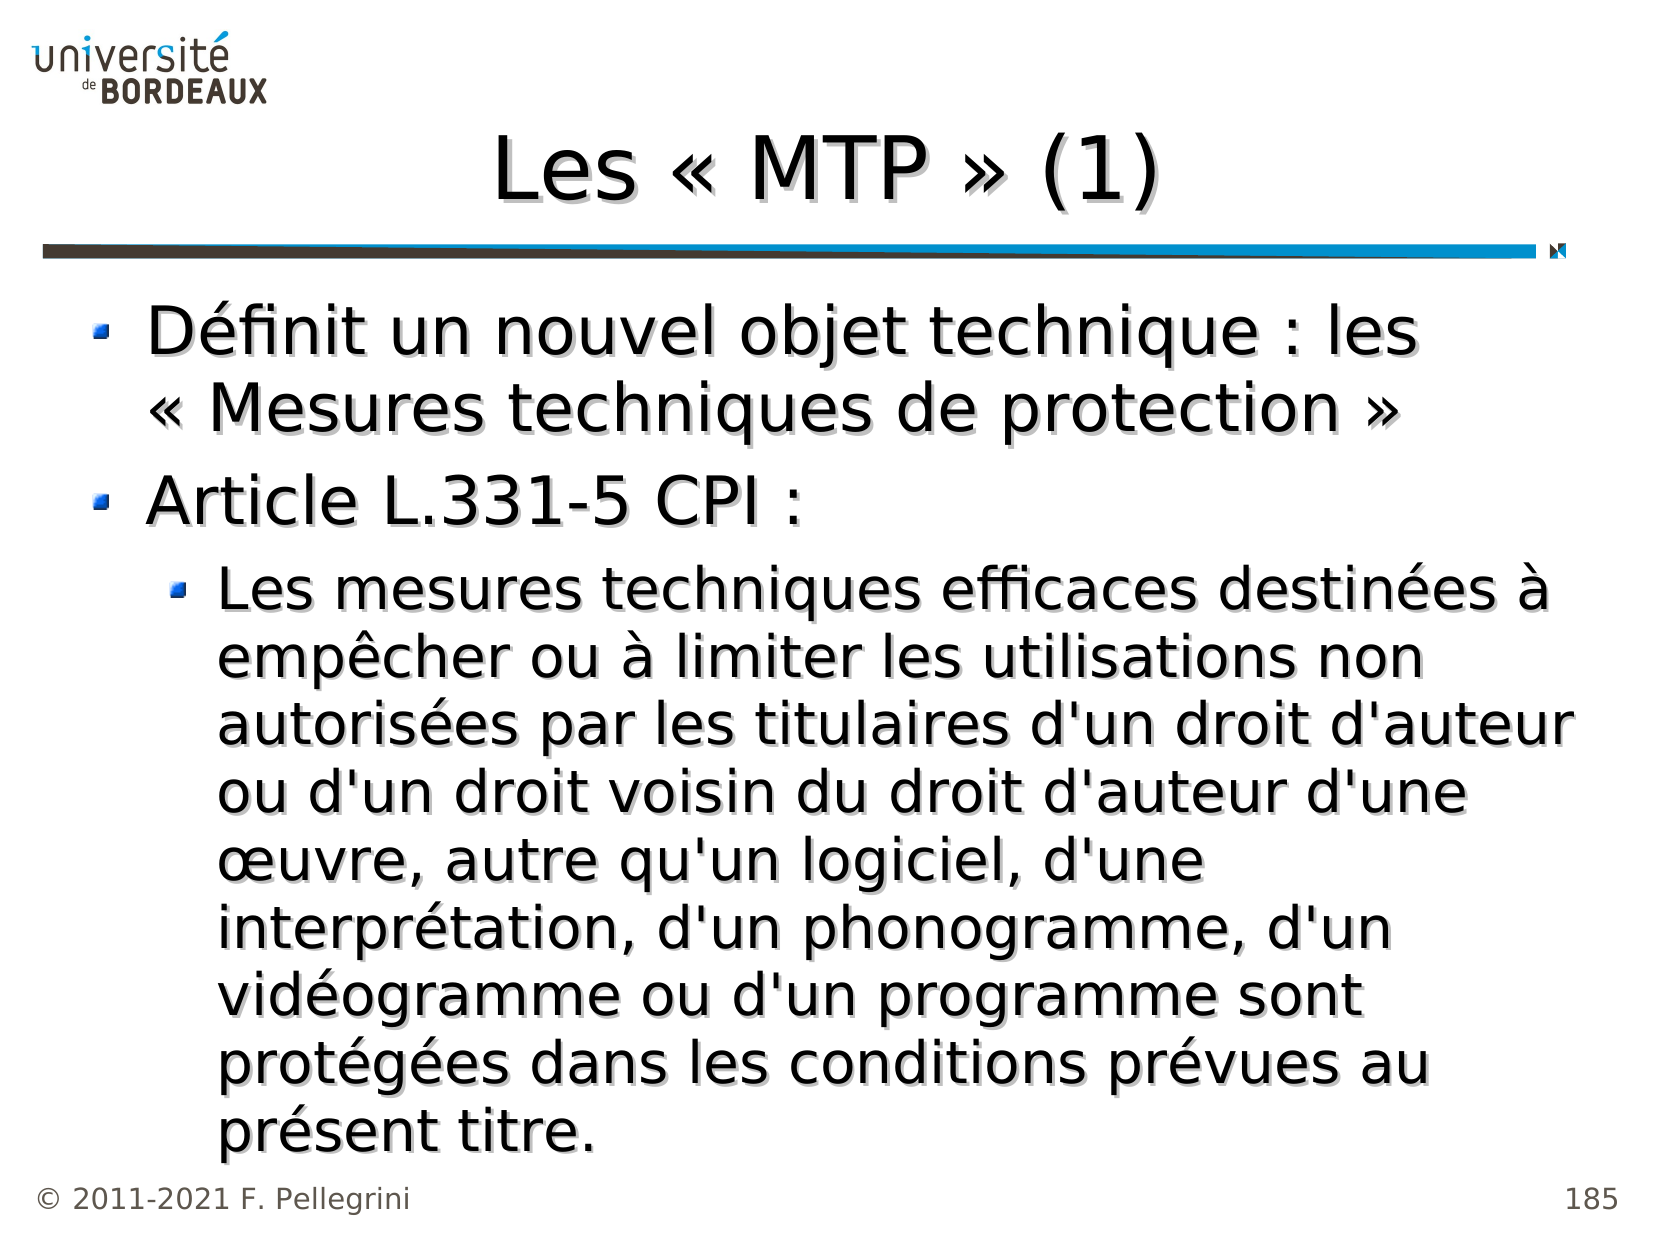 université
de BORDEAUX
Les « MTP » (1)
Définit un nouvel objet technique : les
« Mesures techniques de protection »
Article L.331-5 CPI :
Les mesures techniques efficaces destinées à
empêcher ou à limiter les utilisations non
autorisées par les titulaires d'un droit d'auteur
ou d'un droit voisin du droit d'auteur d'une
œuvre, autre qu'un logiciel, d'une
interprétation, d'un phonogramme, d'un
vidéogramme ou d'un programme sont
protégées dans les conditions prévues au
présent titre.
© 2011-2021 F. Pellegrini
185